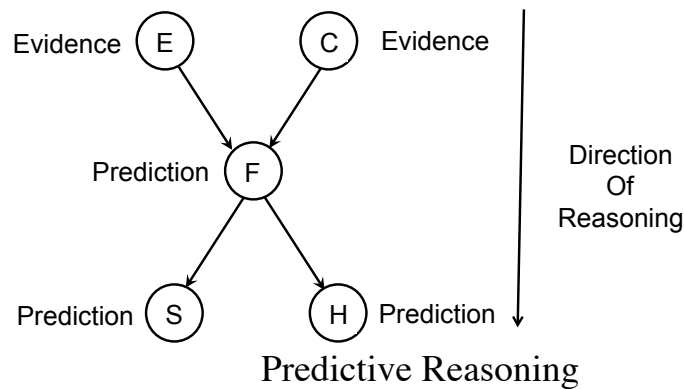 Evidence E C Evidence
Prediction F
Direction
Of
Reasoning
Prediction S H Prediction
Predictive Reasoning